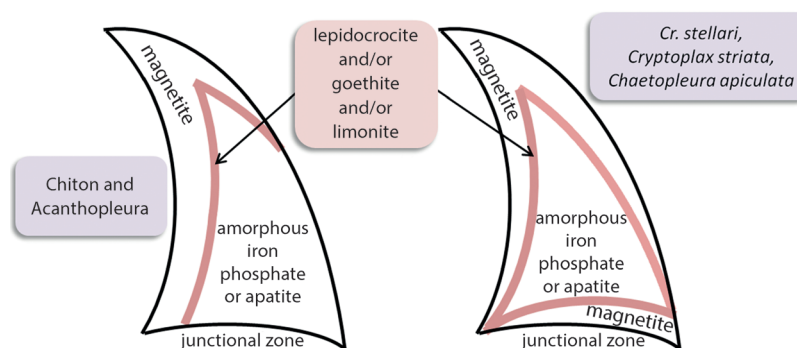 magnetite
lepidocrocite
and/or
goethite
and/or
limonite
magnetite
Cr. stellari,
Cryptoplax striata,
Chaetopleura apiculata
Chiton and
Acanthopleura
amorphous
iron
phosphate
or apatite
junctional zone
amorphous
iron
phosphate
or apatite
magnetite
junctional zone